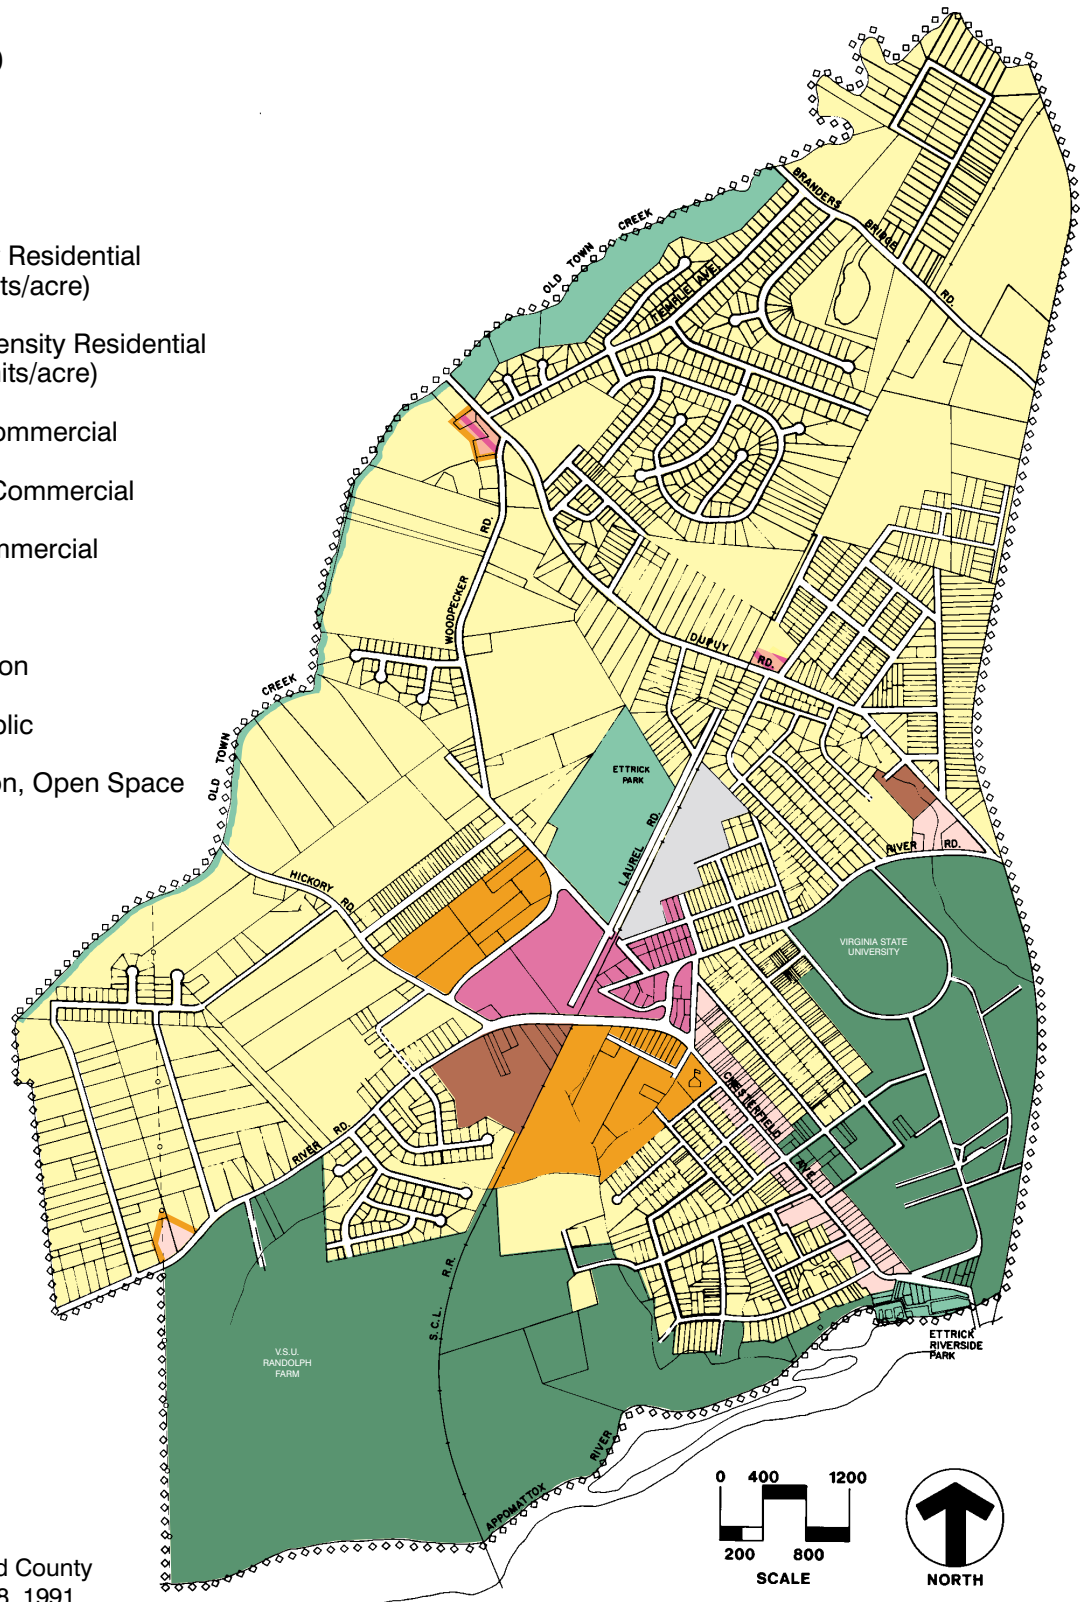 )
Residential
ts/acre)
ensity Residential
its/acre)
ommercial
Commercial
mmercial
on
blic
on, Open Space
d County
8, 1991
BRANDERS
BRIDGE
RD.
OLD TOWN CREEK
TEMPLE AVE.
WOODPECKER
RD.
DUPUY
RD.
OLD TOWN
CREEK
ETTRICK
PARK
LAUREL
RD.
RIVER
RD.
HICKORY
RD.
VIRGINIA STATE
UNIVERSITY
CHESTERFIELD
AVE.
RIVER
RD.
S.C.L.
R.R.
V.S.U.
RANDOLPH
FARM
ETTRICK
RIVERSIDE
PARK
APPOMATTOX
RIVER
0 400 1200
200 800
SCALE
NORTH